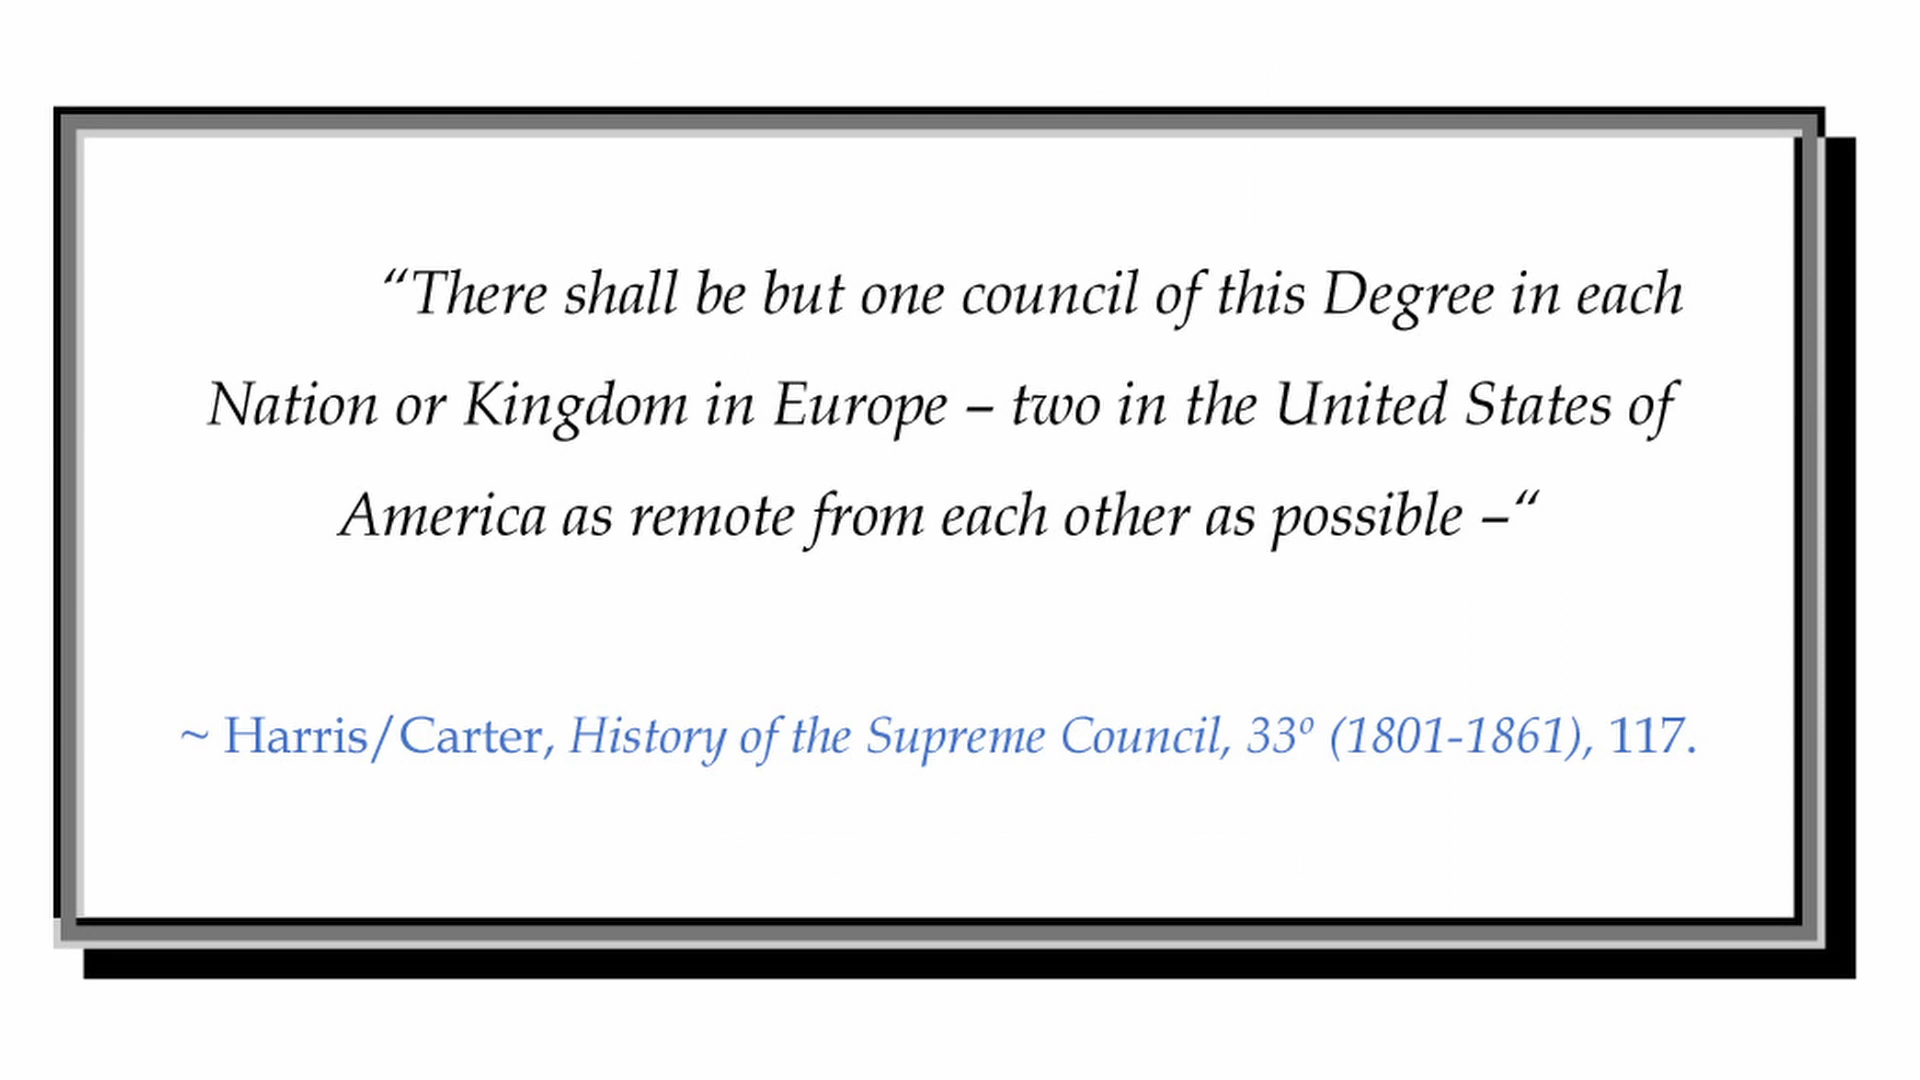 “There shall be but one council of this Degree in each
Nation or Kingdom in Europe – two in the United States of
America as remote from each other as possible –“
~ Harris/Carter, History of the Supreme Council, 33º (1801-1861), 117.